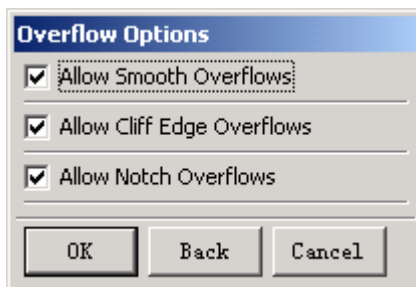 Overflow Options
Allow Smooth Overflows
Allow Cliff Edge Overflows
Allow Notch Overflows
OK Back Cancel